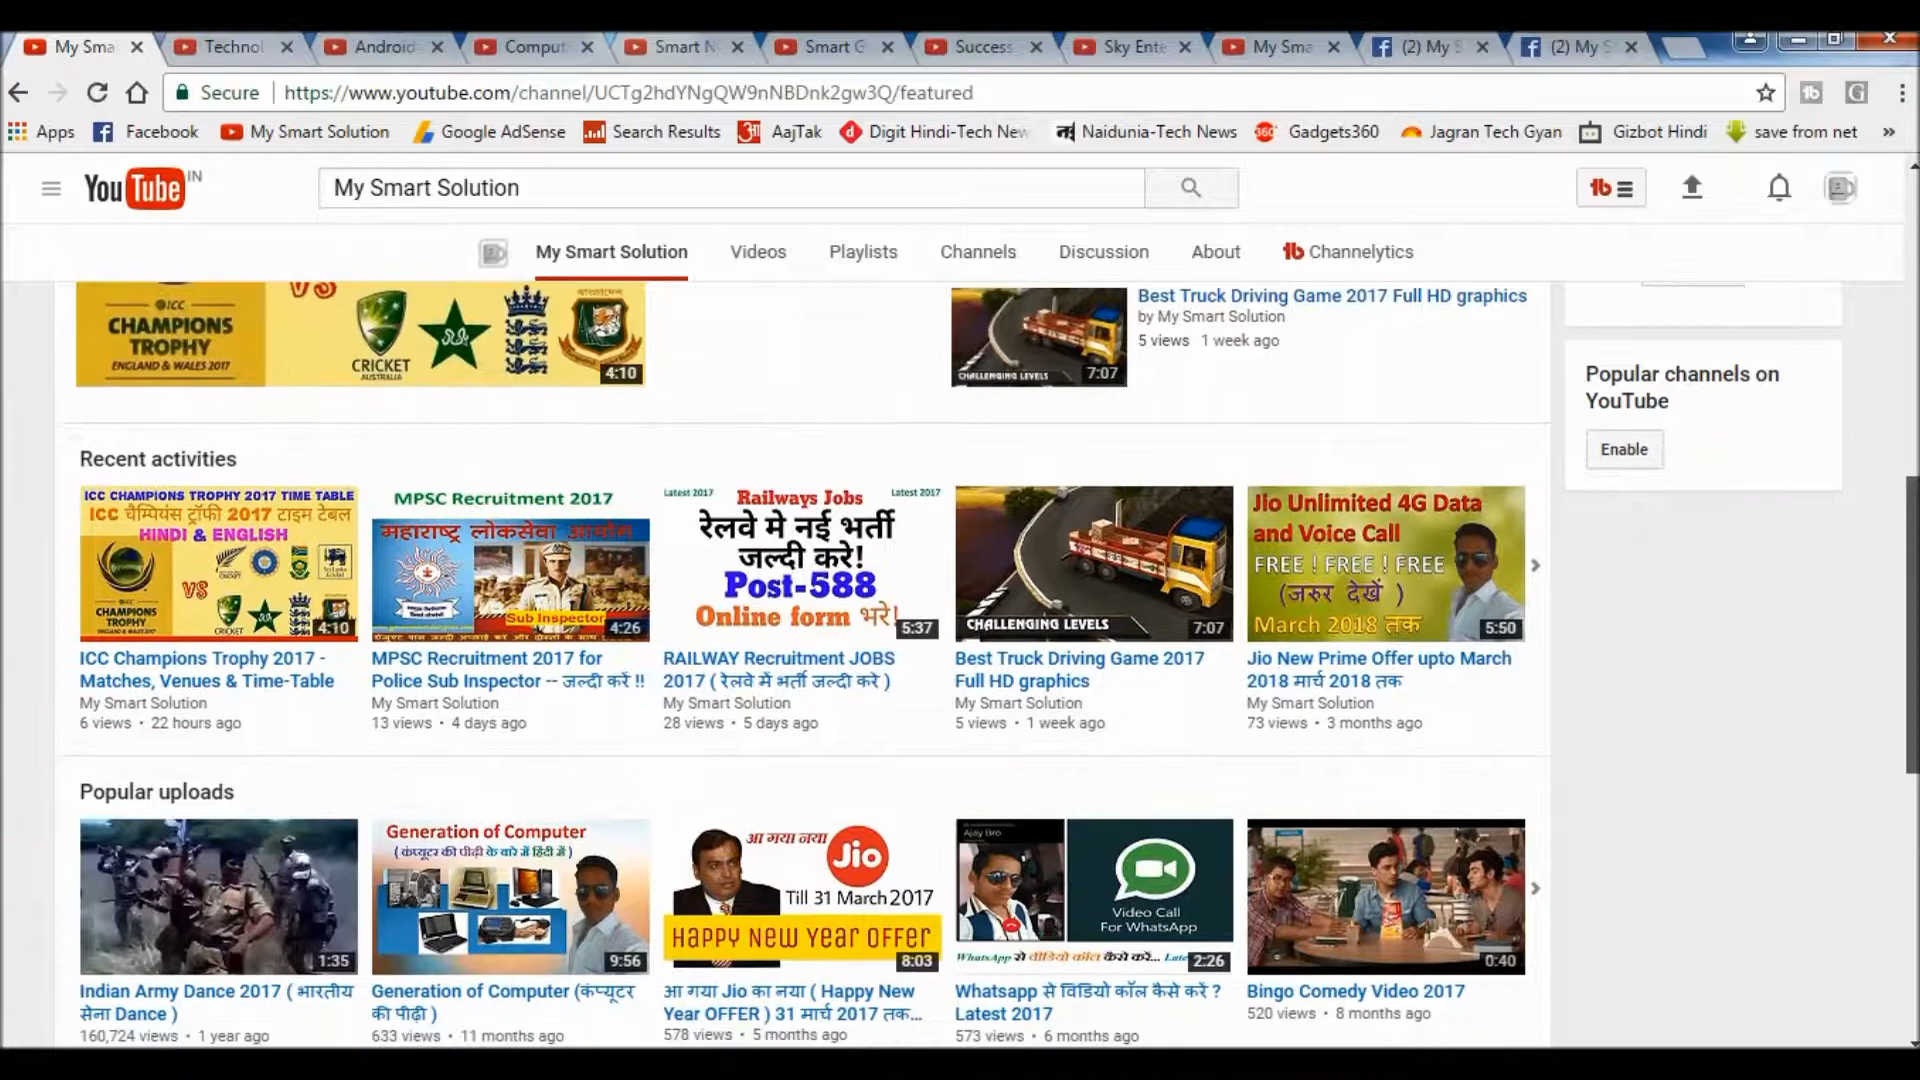 My Sma
Technol
Android
Comput
Smart N
Smart G
Success
Sky Ente
My Sma
(2) My S
(2) My S
Secure
https://www.youtube.com/channel/UCTg2hdYNgQW9nNBDnk2gw3Q/featured
Apps
Facebook
My Smart Solution
Google AdSense
Search Results
AajTak
Digit Hindi-Tech New
Naidunia-Tech News
Gadgets360
Jagran Tech Gyan
Gizbot Hindi
save from net
YouTube IN
My Smart Solution
My Smart Solution
Videos
Playlists
Channels
Discussion
About
Channelytics
VS
ICC
CHAMPIONS
TROPHY
ENGLAND & WALES 2017
CRICKET
AUSTRALIA
4:10
CHALLENGING LEVELS
7:07
Best Truck Driving Game 2017 Full HD graphics
by My Smart Solution
5 views 1 week ago
Popular channels on
YouTube
Enable
Recent activities
ICC CHAMPIONS TROPHY 2017 TIME TABLE
ICC चैम्पियंस ट्रॉफी 2017 टाइम टेबल
HINDI & ENGLISH
VS
CHAMPIONS
TROPHY
CRICKET
4:10
ICC Champions Trophy 2017 -
Matches, Venues & Time-Table
My Smart Solution
6 views • 22 hours ago
MPSC Recruitment 2017
महाराष्ट्र लोकसेवा आयोग
Sub Inspector
4:26
MPSC Recruitment 2017 for
Police Sub Inspector -- जल्दी करें !!
My Smart Solution
13 views • 4 days ago
Latest 2017
Railways Jobs
Latest 2017
रेलवे मे नई भर्ती
जल्दी करे!
Post-588
Online form भरे!
5:37
RAILWAY Recruitment JOBS
2017 ( रेलवे में भर्ती जल्दी करे )
My Smart Solution
28 views • 5 days ago
CHALLENGING LEVELS
7:07
Best Truck Driving Game 2017
Full HD graphics
My Smart Solution
5 views • 1 week ago
Jio Unlimited 4G Data
and Voice Call
FREE ! FREE ! FREE
(जरुर देखें )
March 2018 तक
5:50
Jio New Prime Offer upto March
2018 मार्च 2018 तक
My Smart Solution
73 views • 3 months ago
Popular uploads
1:35
Indian Army Dance 2017 ( भारतीय
सेना Dance )
160,724 views • 1 year ago
Generation of Computer
( कंप्यूटर की पीढ़ी के बारे में हिंदी में )
9:56
Generation of Computer (कंप्यूटर
की पीढ़ी )
633 views • 11 months ago
आ गया नया
Jio
Till 31 March 2017
Happy New Year Offer
8:03
आ गया Jio का नया ( Happy New
Year OFFER ) 31 मार्च 2017 तक...
578 views • 5 months ago
Ajay Bro
Video Call
For WhatsApp
WhatsApp से वीडियो कॉल कैसे करें... Late
2:26
Whatsapp से विडियो कॉल कैसे करें ?
Latest 2017
573 views • 6 months ago
0:40
Bingo Comedy Video 2017
520 views • 8 months ago